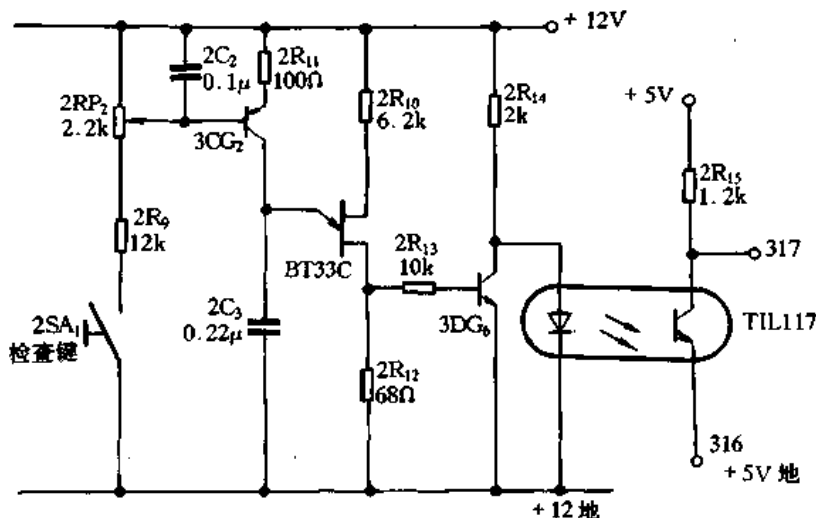 + 12V
2C₂
0.1μ
2R₁₁
100Ω
2RP₂
2.2k
3CG₂
2R₁₀
6.2k
2R₁₄
2k
+ 5V
2R₁₅
1.2k
2R₉
12k
BT33C
2R₁₃
10k
317
2SA₁
检查键
2C₃
0.22μ
3DG₆
TIL117
2R₁₂
68Ω
316
+ 5V 地
+ 12 地